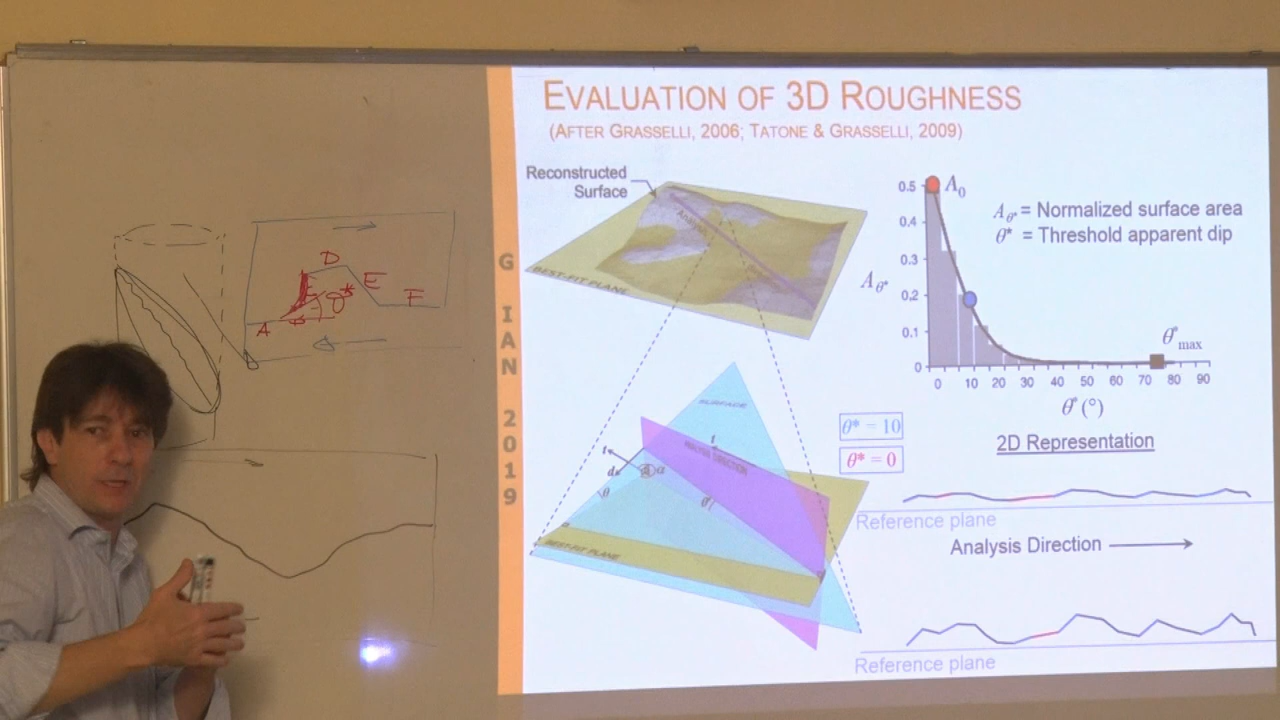 EVALUATION OF 3D ROUGHNESS
(AFTER GRASSELLI, 2006; TATONE & GRASSELLI, 2009)
Reconstructed
Surface
BEST-FIT PLANE
0.5
0.4
0.3
0.2
0.1
0
A₀
A_θ*
A_θ* = Normalized surface area
θ* = Threshold apparent dip
θ*max
0 10 20 30 40 50 60 70 80 90
θ* (°)
SURFACE
t
α
θ
BEST-FIT PLANE
θ* = 10
θ* = 0
2D Representation
Reference plane
Analysis Direction
Reference plane
G
I
A
N
2
0
1
9
D
E
F
A
θ*